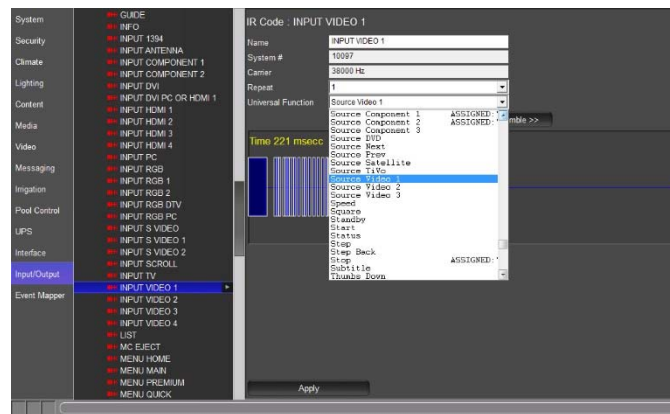 System
Security
Climate
Lighting
Content
Media
Video
Messaging
Irrigation
Pool Control
UPS
Interface
Input/Output
Event Mapper
GUIDE
INFO
INPUT 1394
INPUT ANTENNA
INPUT COMPONENT 1
INPUT COMPONENT 2
INPUT DVI
INPUT DVI PC OR HDMI 1
INPUT HDMI 1
INPUT HDMI 2
INPUT HDMI 3
INPUT HDMI 4
INPUT PC
INPUT RGB
INPUT RGB 1
INPUT RGB 2
INPUT RGB DTV
INPUT RGB PC
INPUT S VIDEO
INPUT S VIDEO 1
INPUT S VIDEO 2
INPUT SCROLL
INPUT TV
INPUT VIDEO 1
INPUT VIDEO 2
INPUT VIDEO 3
INPUT VIDEO 4
LIST
MC EJECT
MENU HOME
MENU MAIN
MENU PREMIUM
MENU QUICK
IR Code : INPUT VIDEO 1
Name INPUT VIDEO 1
System # 10097
Carrier 38000 Hz
Repeat 1
Universal Function Source Video 1
Source Component 1 ASSIGNED:
Source Component 2 ASSIGNED:
Source Component 3
Source DVD
Source Next
Source Prev
Source Satellite
Source TiVo
Source Video 1
Source Video 2
Source Video 3
Speed
Square
Standby
Start
Status
Step
Step Back
Stop ASSIGNED:
Subtitle
Thumbs Down
mble >>
Time 221 msecc
Apply